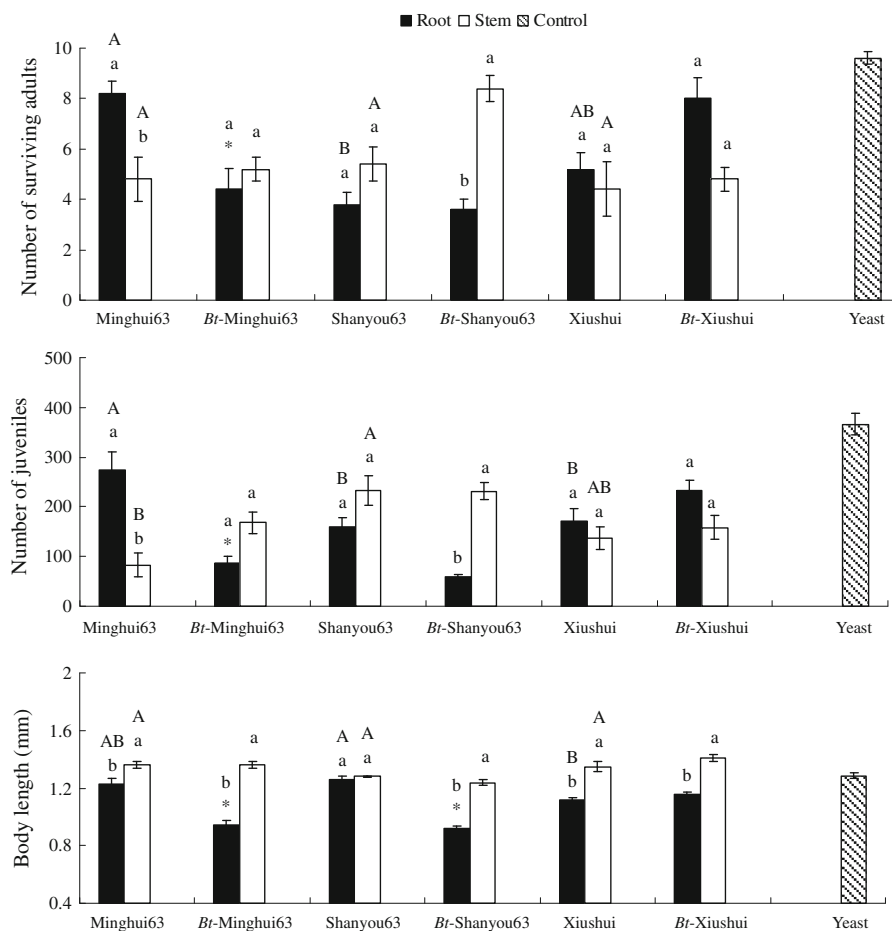 Root Stem Control
Number of surviving adults
10
8
6
4
2
0
A A A B A AB A
a b a * a a a a b a a a a
Minghui63 Bt-Minghui63 Shanyou63 Bt-Shanyou63 Xiushui Bt-Xiushui Yeast
Number of juveniles
500
400
300
200
100
0
A B B A B AB
a b a * a a a b a a a a a
Minghui63 Bt-Minghui63 Shanyou63 Bt-Shanyou63 Xiushui Bt-Xiushui Yeast
Body length (mm)
2
1.6
1.2
0.8
0.4
AB A A A B A
b a b * a a a b * a b a b a
Minghui63 Bt-Minghui63 Shanyou63 Bt-Shanyou63 Xiushui Bt-Xiushui Yeast